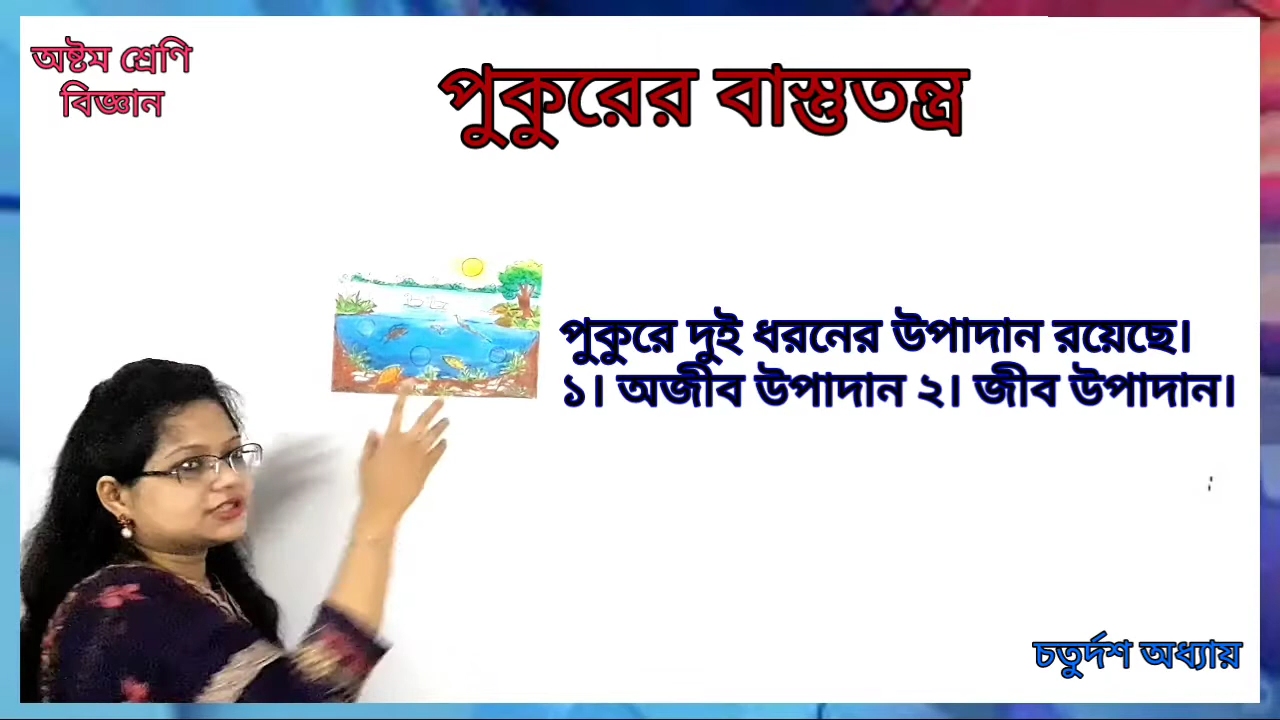 অষ্টম শ্রেণি
বিজ্ঞান
পুকুরের বাস্তুতন্ত্র
পুকুরে দুই ধরনের উপাদান রয়েছে।
১। অজীব উপাদান ২। জীব উপাদান।
চতুর্দশ অধ্যায়